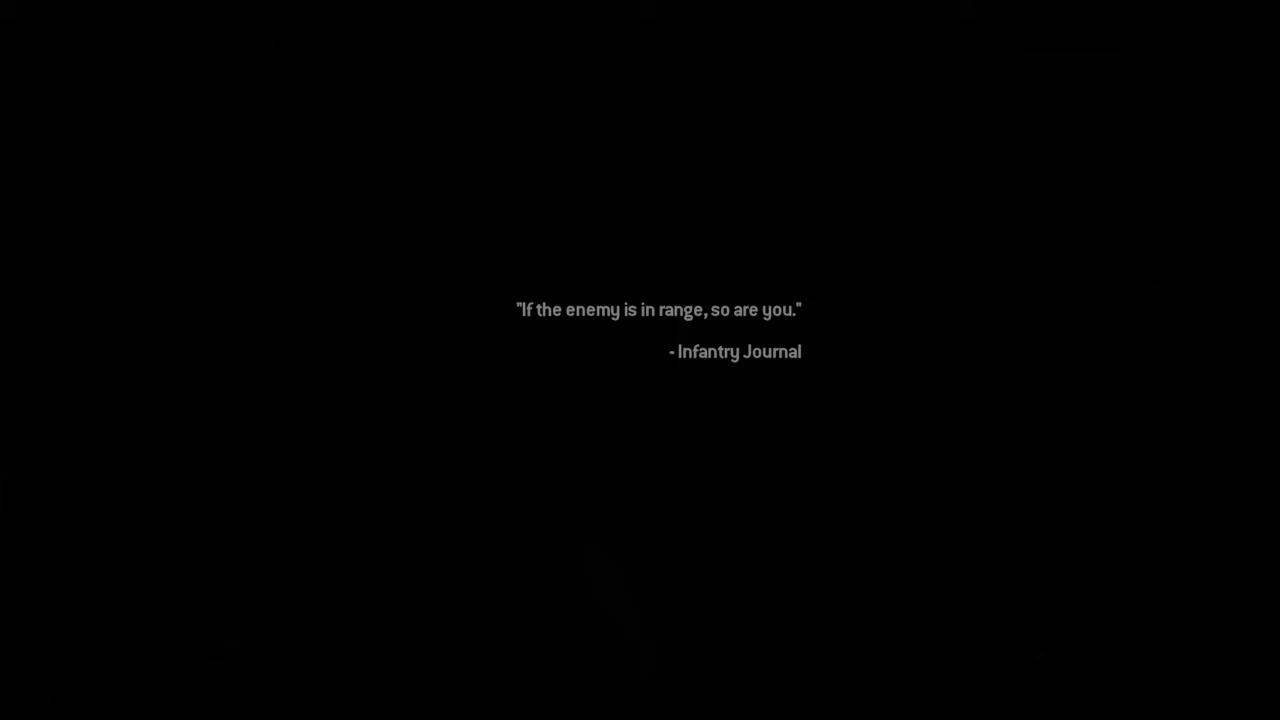 "If the enemy is in range, so are you."
- Infantry Journal